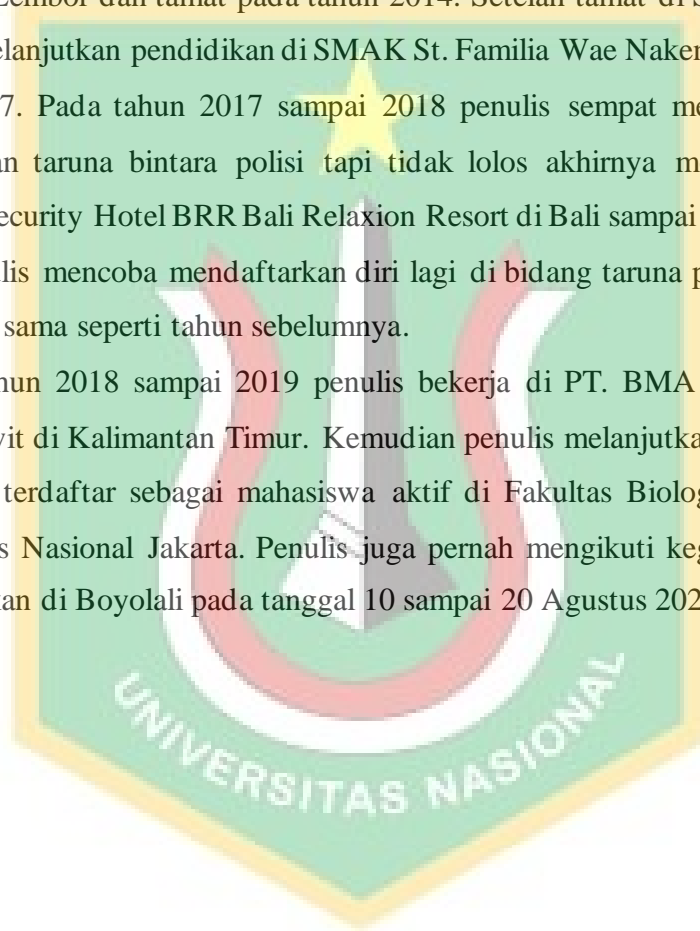 Lembor dan tamat pada tahun 2014. Setelah tamat di
elanjutkan pendidikan di SMAK St. Familia Wae Naken
7. Pada tahun 2017 sampai 2018 penulis sempat me
an taruna bintara polisi tapi tidak lolos akhirnya m
ecurity Hotel BRR Bali Relaxion Resort di Bali sampai
lis mencoba mendaftarkan diri lagi di bidang taruna p
sama seperti tahun sebelumnya.
hun 2018 sampai 2019 penulis bekerja di PT. BMA
vit di Kalimantan Timur. Kemudian penulis melanjutka
terdaftar sebagai mahasiswa aktif di Fakultas Biolog
s Nasional Jakarta. Penulis juga pernah mengikuti keg
kan di Boyolali pada tanggal 10 sampai 20 Agustus 202
UNIVERSITAS NASIONAL